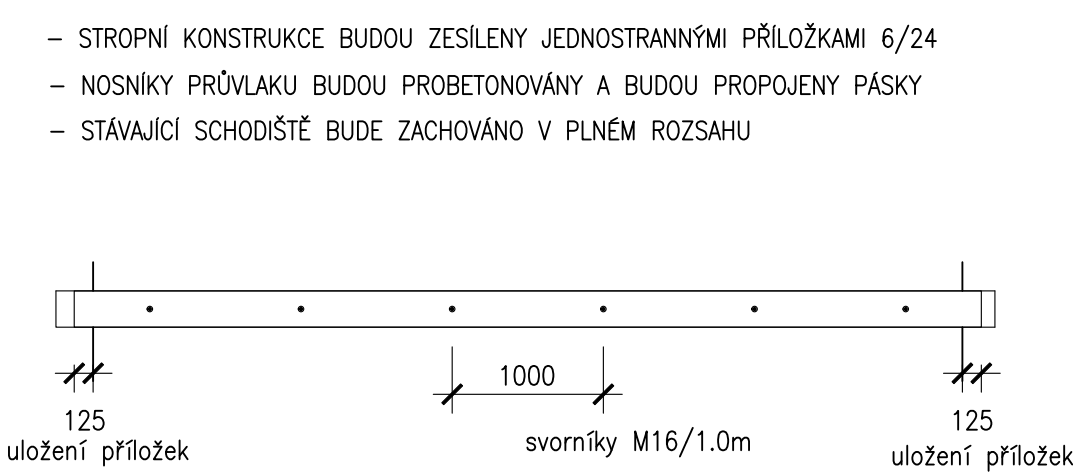 – STROPNÍ KONSTRUKCE BUDOU ZESÍLENY JEDNOSTRANNÝMI PŘÍLOŽKAMI 6/24
– NOSNÍKY PRŮVLAKU BUDOU PROBETONOVÁNY A BUDOU PROPOJENY PÁSKY
– STÁVAJÍCÍ SCHODIŠTĚ BUDE ZACHOVÁNO V PLNÉM ROZSAHU
1000
125
uložení příložek
svorníky M16/1.0m
125
uložení příložek